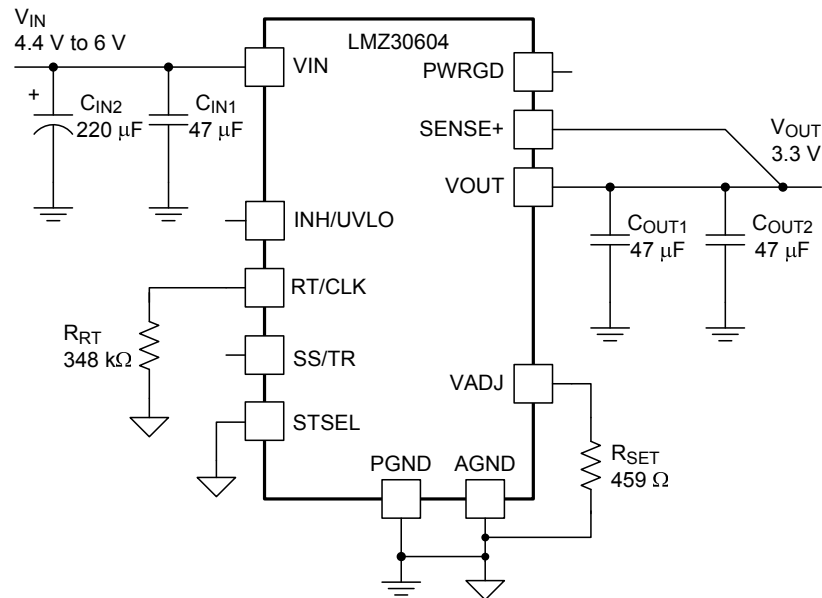 VIN
4.4 V to 6 V
LMZ30604
VIN
PWRGD
+
CIN2
220 μF
CIN1
47 μF
SENSE+
VOUT
3.3 V
VOUT
INH/UVLO
COUT1
47 μF
COUT2
47 μF
RT/CLK
RRT
348 kΩ
SS/TR
VADJ
STSEL
PGND
AGND
RSET
459 Ω